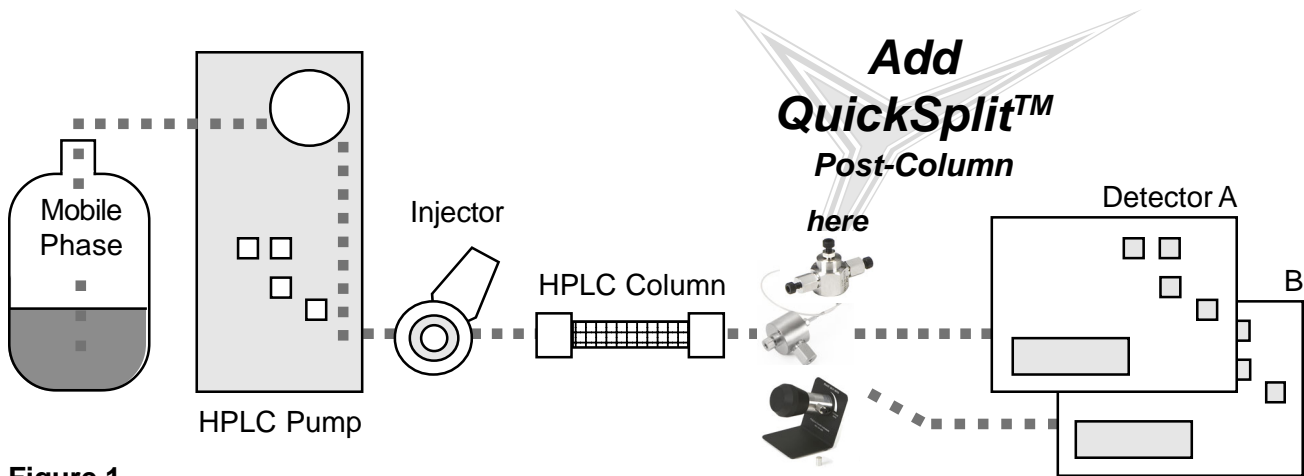 Add
QuickSplit™
Post-Column
here
Mobile
Phase
HPLC Pump
Injector
HPLC Column
Detector A
B
Figure 1